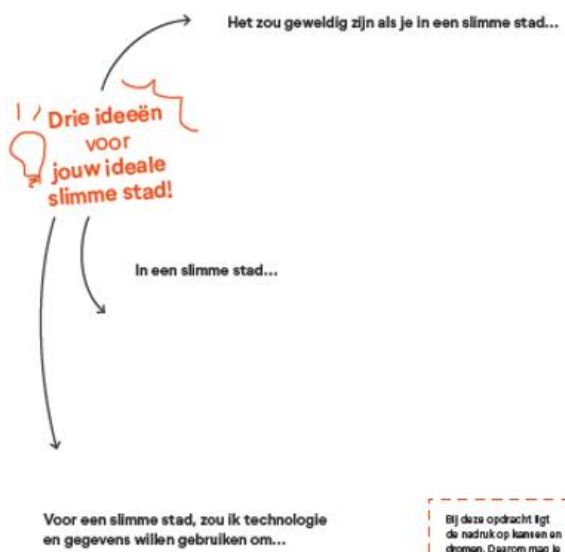 Het zou geweldig zijn als je in een slimme stad...
Drie ideeën
voor
jouw ideale
slimme stad!
In een slimme stad...
Voor een slimme stad, zou ik technologie
en gegevens willen gebruiken om...
Bij deze opdracht ligt
de nadruk op kansen en
dromen. Daarom mag je